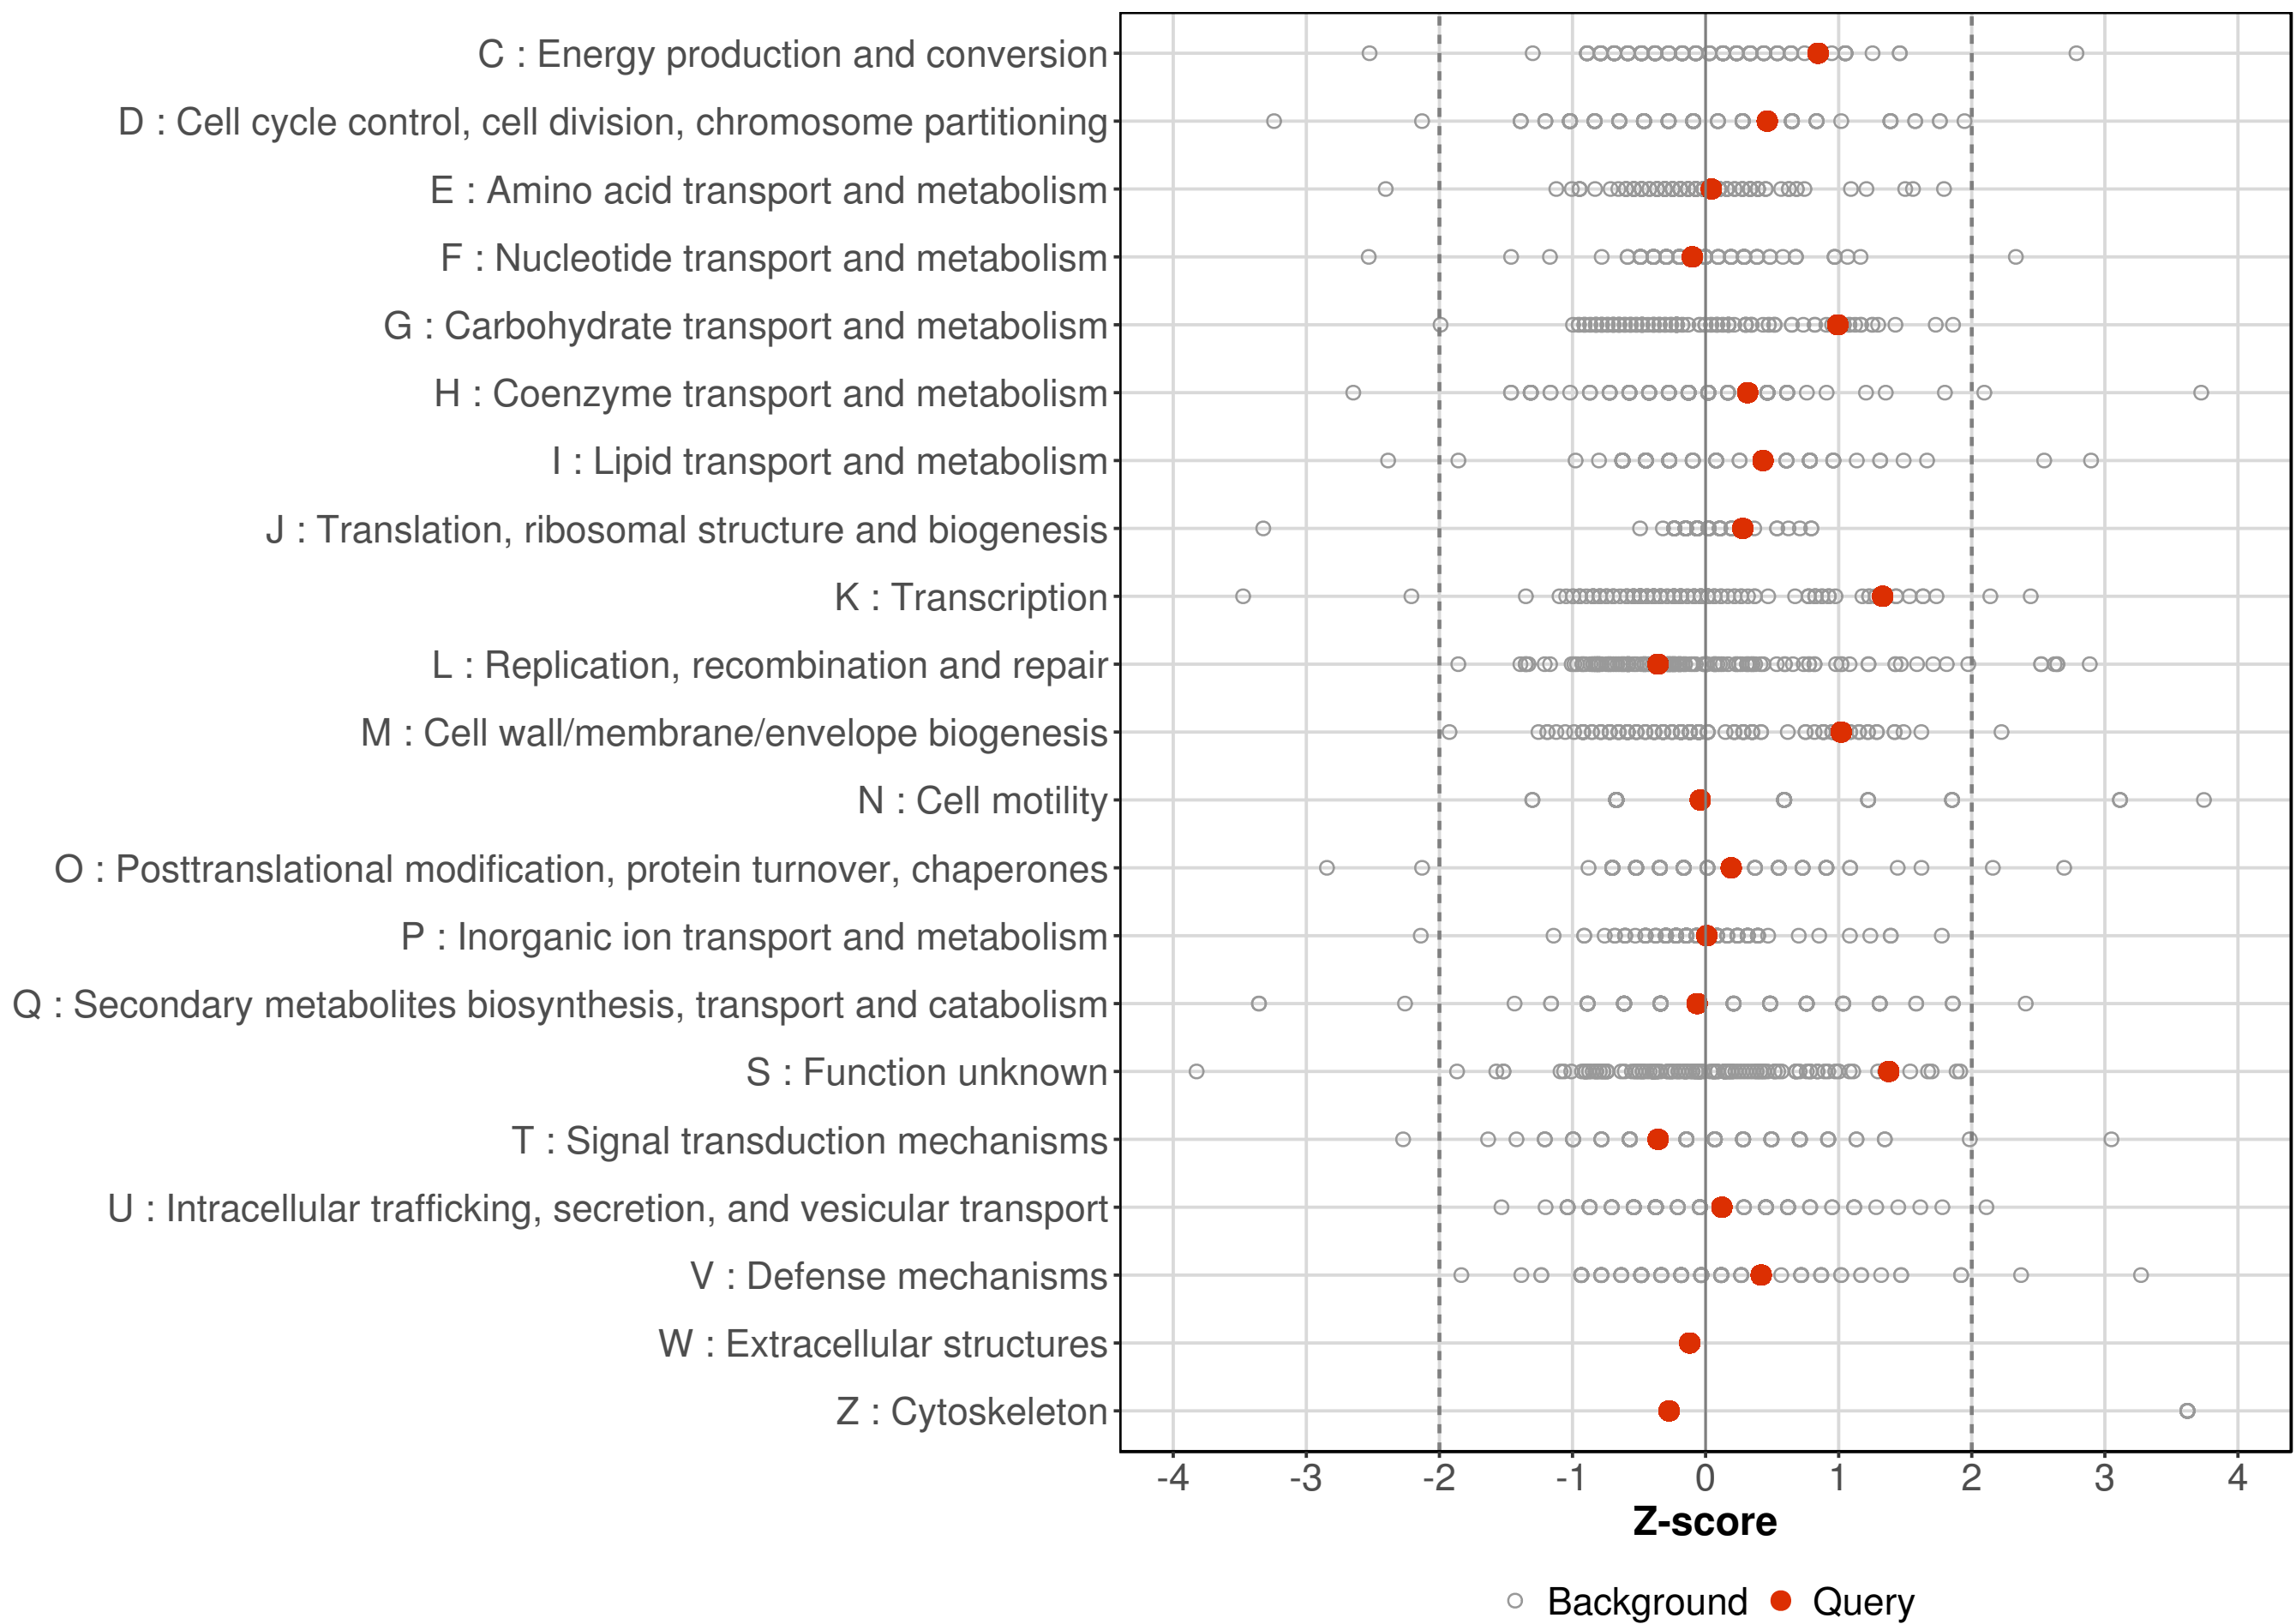 C : Energy production and conversion
D : Cell cycle control, cell division, chromosome partitioning
E : Amino acid transport and metabolism
F : Nucleotide transport and metabolism
G : Carbohydrate transport and metabolism
H : Coenzyme transport and metabolism
I : Lipid transport and metabolism
J : Translation, ribosomal structure and biogenesis
K : Transcription
L : Replication, recombination and repair
M : Cell wall/membrane/envelope biogenesis
N : Cell motility
O : Posttranslational modification, protein turnover, chaperones
P : Inorganic ion transport and metabolism
Q : Secondary metabolites biosynthesis, transport and catabolism
S : Function unknown
T : Signal transduction mechanisms
U : Intracellular trafficking, secretion, and vesicular transport
V : Defense mechanisms
W : Extracellular structures
Z : Cytoskeleton
-4 -3 -2 -1 0 1 2 3 4
Z-score
Background Query